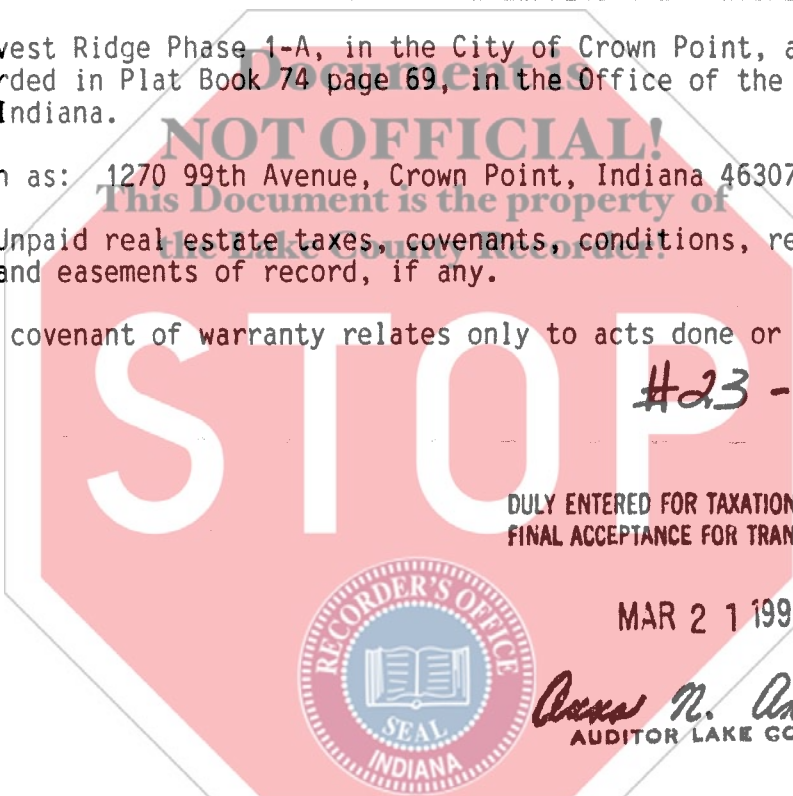 vest Ridge Phase 1-A, in the City of Crown Point, a
rded in Plat Book 74 page 69, in the Office of the
Indiana.
Document is
NOT OFFICIAL!
n as: 1270 99th Avenue, Crown Point, Indiana 46307
This Document is the property of
the Lake County Recorder!
Unpaid real estate taxes, covenants, conditions, re
and easements of record, if any.
covenant of warranty relates only to acts done or
#23 -
STOP
DULY ENTERED FOR TAXATION
FINAL ACCEPTANCE FOR TRAN
MAR 2 1 199
N.
AUDITOR LAKE CO
RECORDER'S OFFICE
SEAL
INDIANA